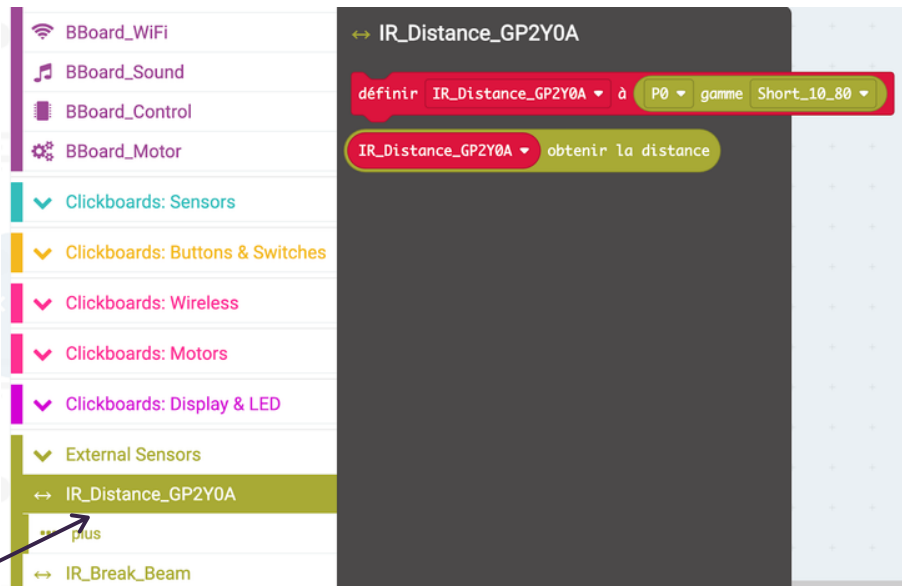 BBoard_WiFi
BBoard_Sound
BBoard_Control
BBoard_Motor
Clickboards: Sensors
Clickboards: Buttons & Switches
Clickboards: Wireless
Clickboards: Motors
Clickboards: Display & LED
External Sensors
IR_Distance_GP2Y0A
plus
IR_Break_Beam
IR_Distance_GP2Y0A
définir IR_Distance_GP2Y0A à P0 gamme Short_10_80
IR_Distance_GP2Y0A obtenir la distance